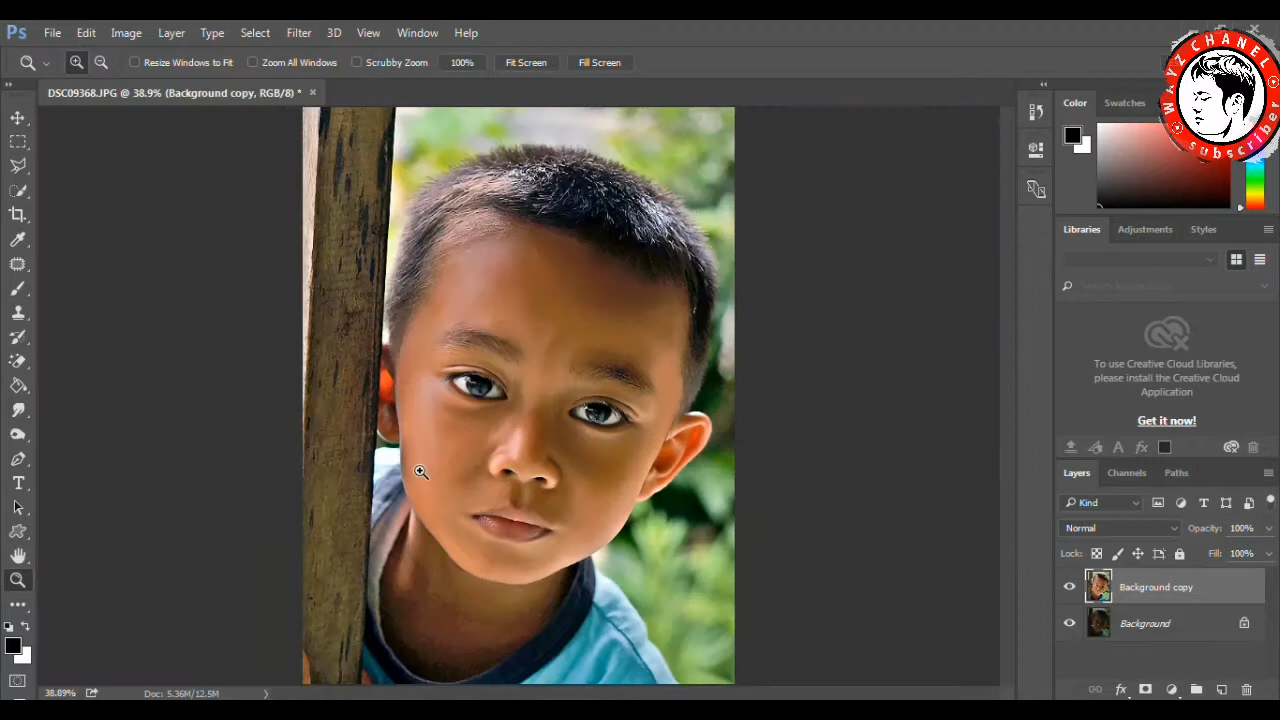 Ps File Edit Image Layer Type Select Filter 3D View Window Help
Resize Windows to Fit Zoom All Windows Scrubby Zoom 100% Fit Screen Fill Screen
WAYZ CHANEL
subscriber
DSC09368.JPG @ 38.9% (Background copy, RGB/8) *
Color Swatches
Libraries Adjustments Styles
To use Creative Cloud Libraries,
please install the Creative Cloud
Application
Get it now!
Layers Channels Paths
Kind
Normal Opacity: 100%
Lock: Fill: 100%
Background copy
Background
38.89% Doc: 5.36M/12.5M